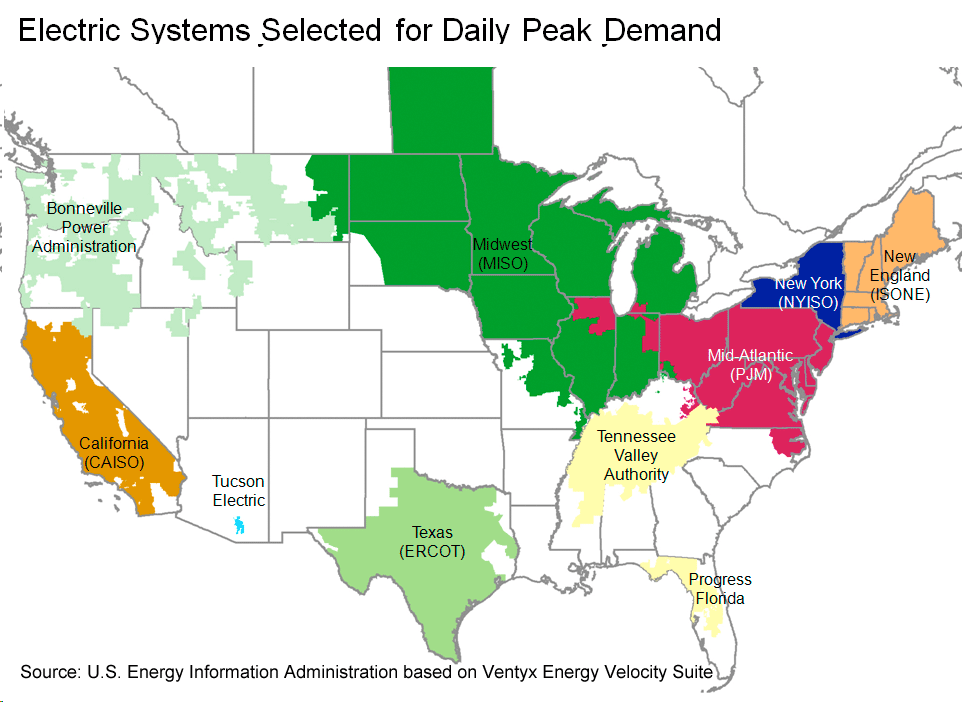 Electric Systems Selected for Daily Peak Demand
Bonneville
Power
Administration
Midwest
(MISO)
New York
(NYISO)
New
England
(ISONE)
Mid-Atlantic
(PJM)
California
(CAISO)
Tucson
Electric
Tennessee
Valley
Authority
Texas
(ERCOT)
Progress
Florida
Source: U.S. Energy Information Administration based on Ventyx Energy Velocity Suite